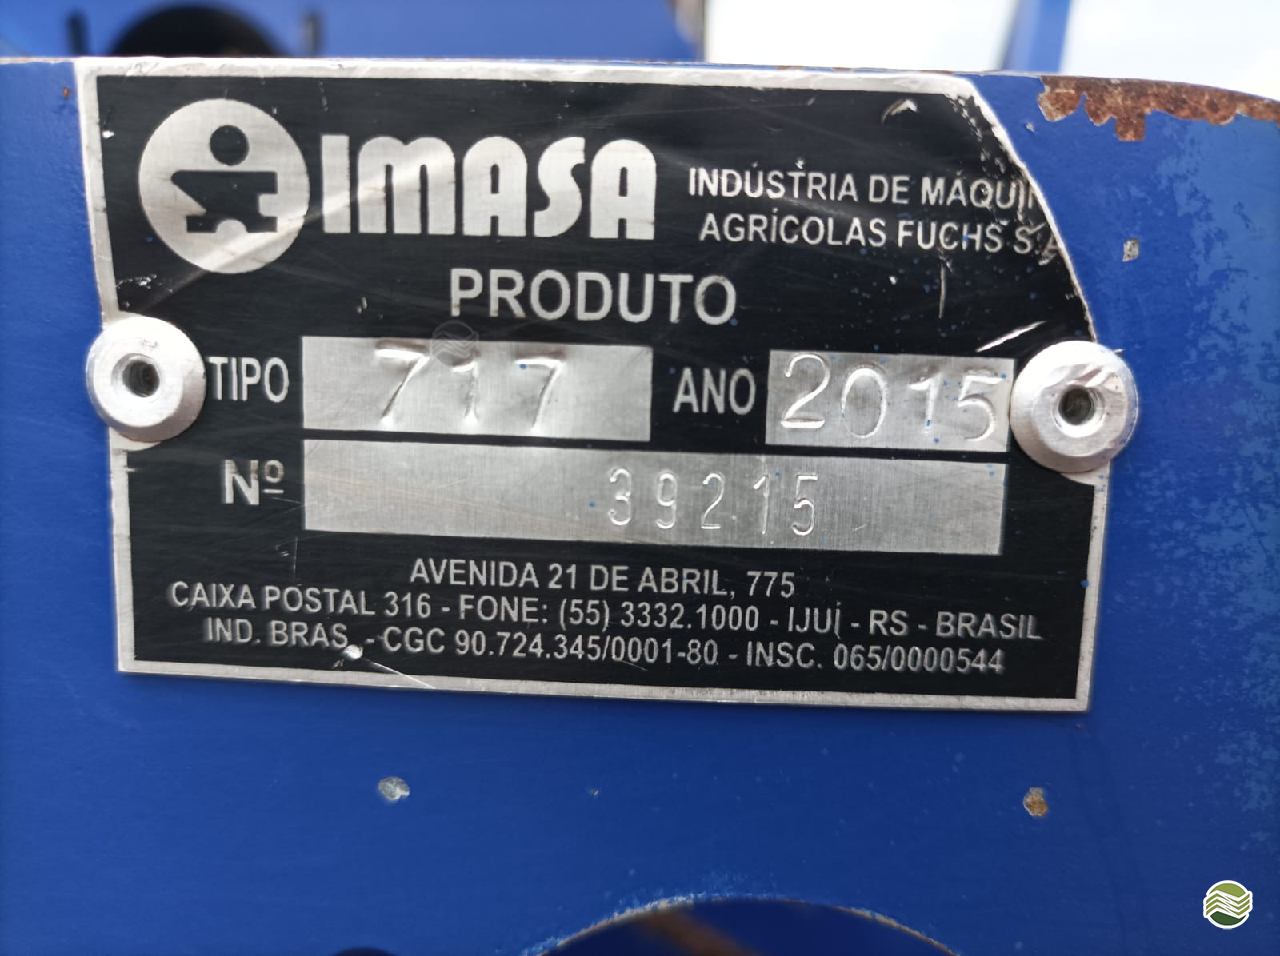 IMASA
INDÚSTRIA DE MÁQUIN
AGRÍCOLAS FUCHS S.A
PRODUTO
TIPO 717 ANO 2015
Nº 39215
AVENIDA 21 DE ABRIL, 775
CAIXA POSTAL 316 - FONE: (55) 3332.1000 - IJUÍ - RS - BRASIL
IND. BRAS. - CGC 90.724.345/0001-80 - INSC. 065/0000544